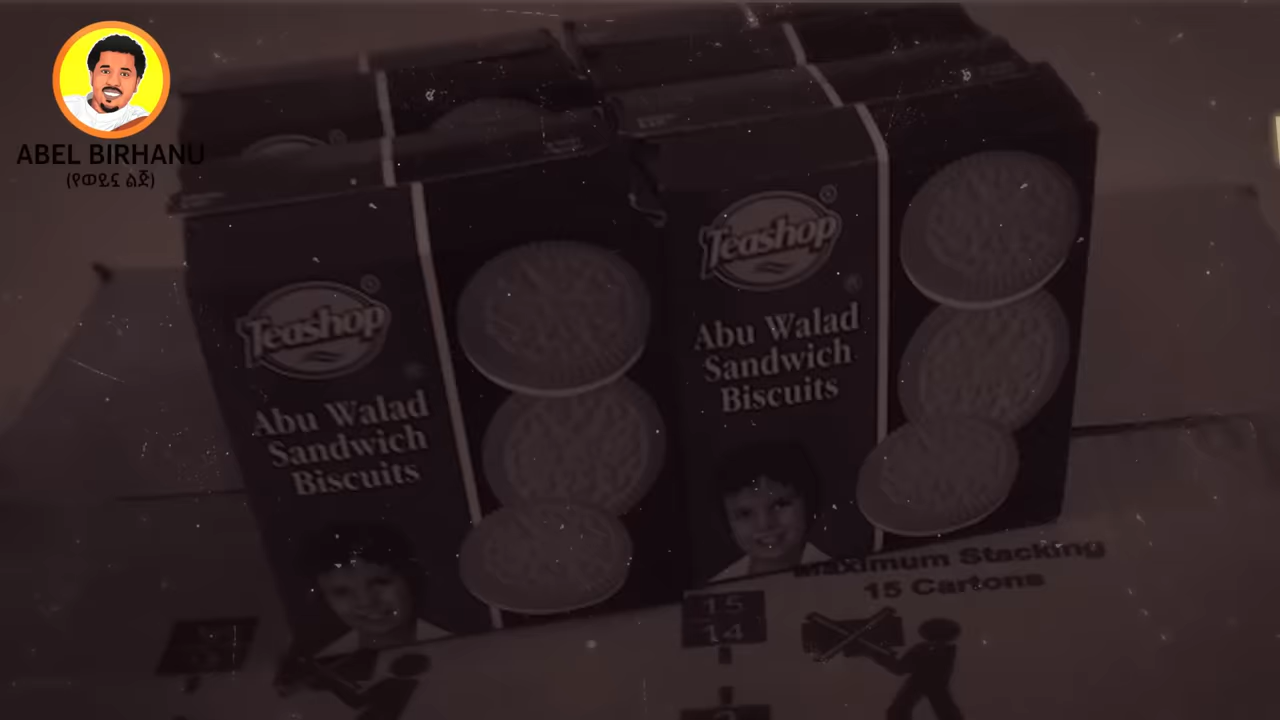 ABEL BIRHANU
(የወይኗ ልጅ)
Teashop
Abu Walad
Sandwich
Biscuits
Teashop
Abu Walad
Sandwich
Biscuits
Maximum Stacking
15 Cartons
15
14